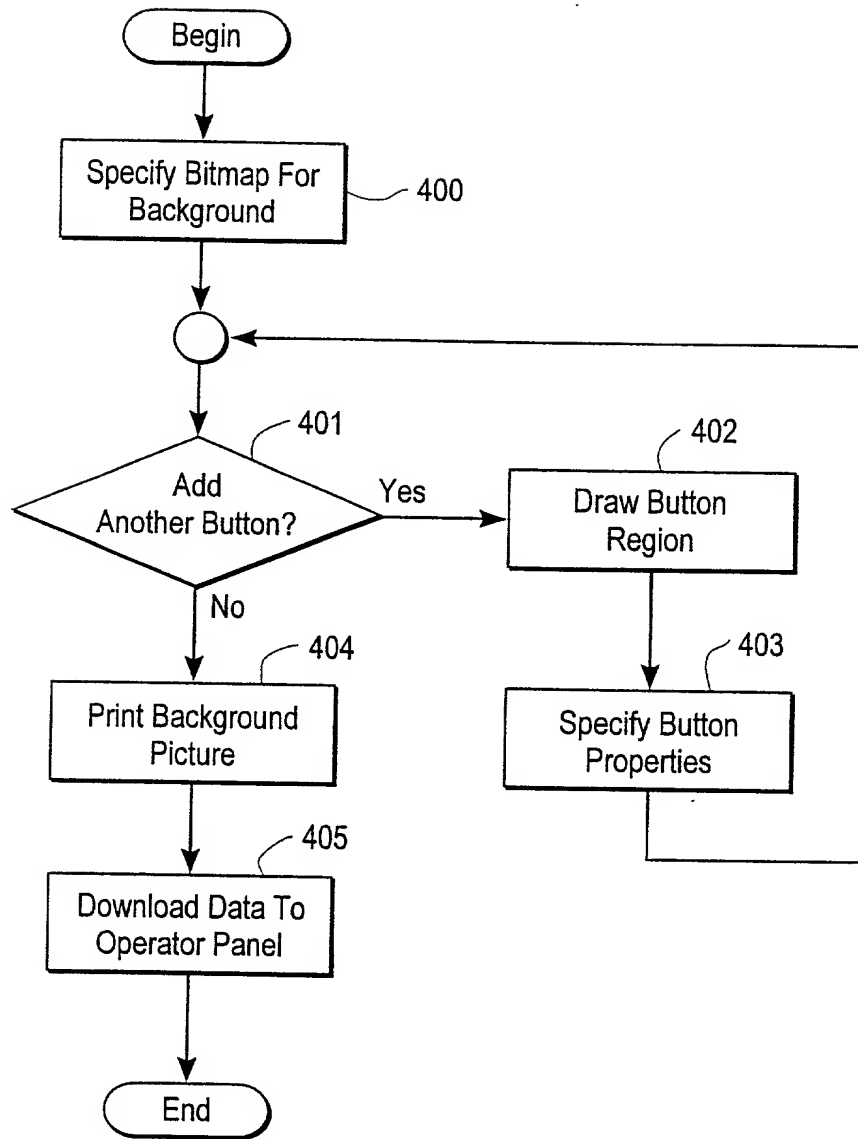 Begin
Specify Bitmap For
Background
400
401
Add
Another Button?
Yes
No
402
Draw Button
Region
403
Specify Button
Properties
404
Print Background
Picture
405
Download Data To
Operator Panel
End